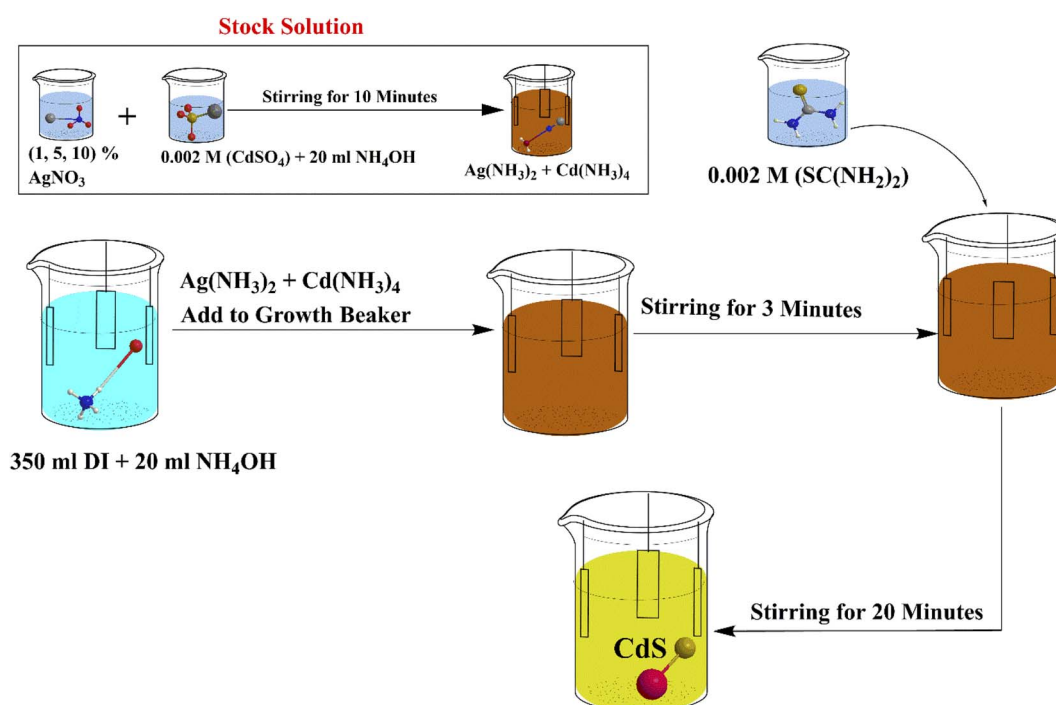 Stock Solution
Stirring for 10 Minutes
+
(1, 5, 10) %
AgNO₃
0.002 M (CdSO₄) + 20 ml NH₄OH
Ag(NH₃)₂ + Cd(NH₃)₄
0.002 M (SC(NH₂)₂)
Ag(NH₃)₂ + Cd(NH₃)₄
Add to Growth Beaker
Stirring for 3 Minutes
350 ml DI + 20 ml NH₄OH
Stirring for 20 Minutes
CdS